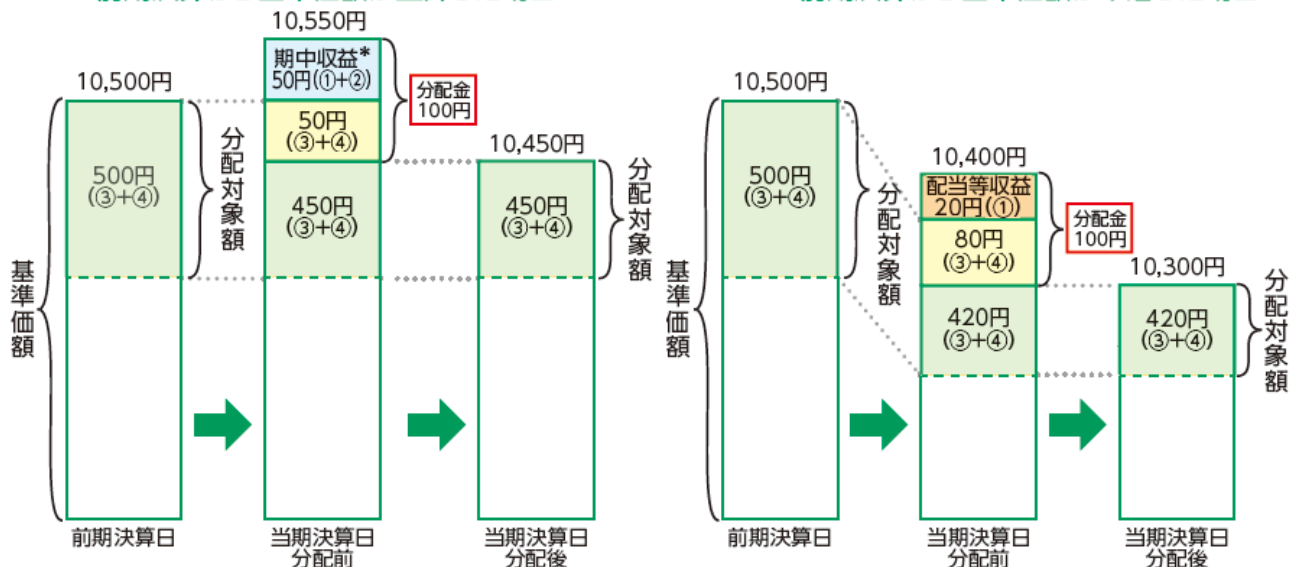 10,550円
期中収益*
50円(①+②)
10,500円
分配金
100円
50円
(③+④)
500円
(③+④)
分配対象額
10,450円
450円
(③+④)
450円
(③+④)
分配対象額
基準価額
前期決算日
当期決算日
分配前
当期決算日
分配後
10,500円
500円
(③+④)
分配対象額
10,400円
配当等収益
20円(①)
分配金
100円
80円
(③+④)
10,300円
420円
(③+④)
420円
(③+④)
分配対象額
基準価額
前期決算日
当期決算日
分配前
当期決算日
分配後